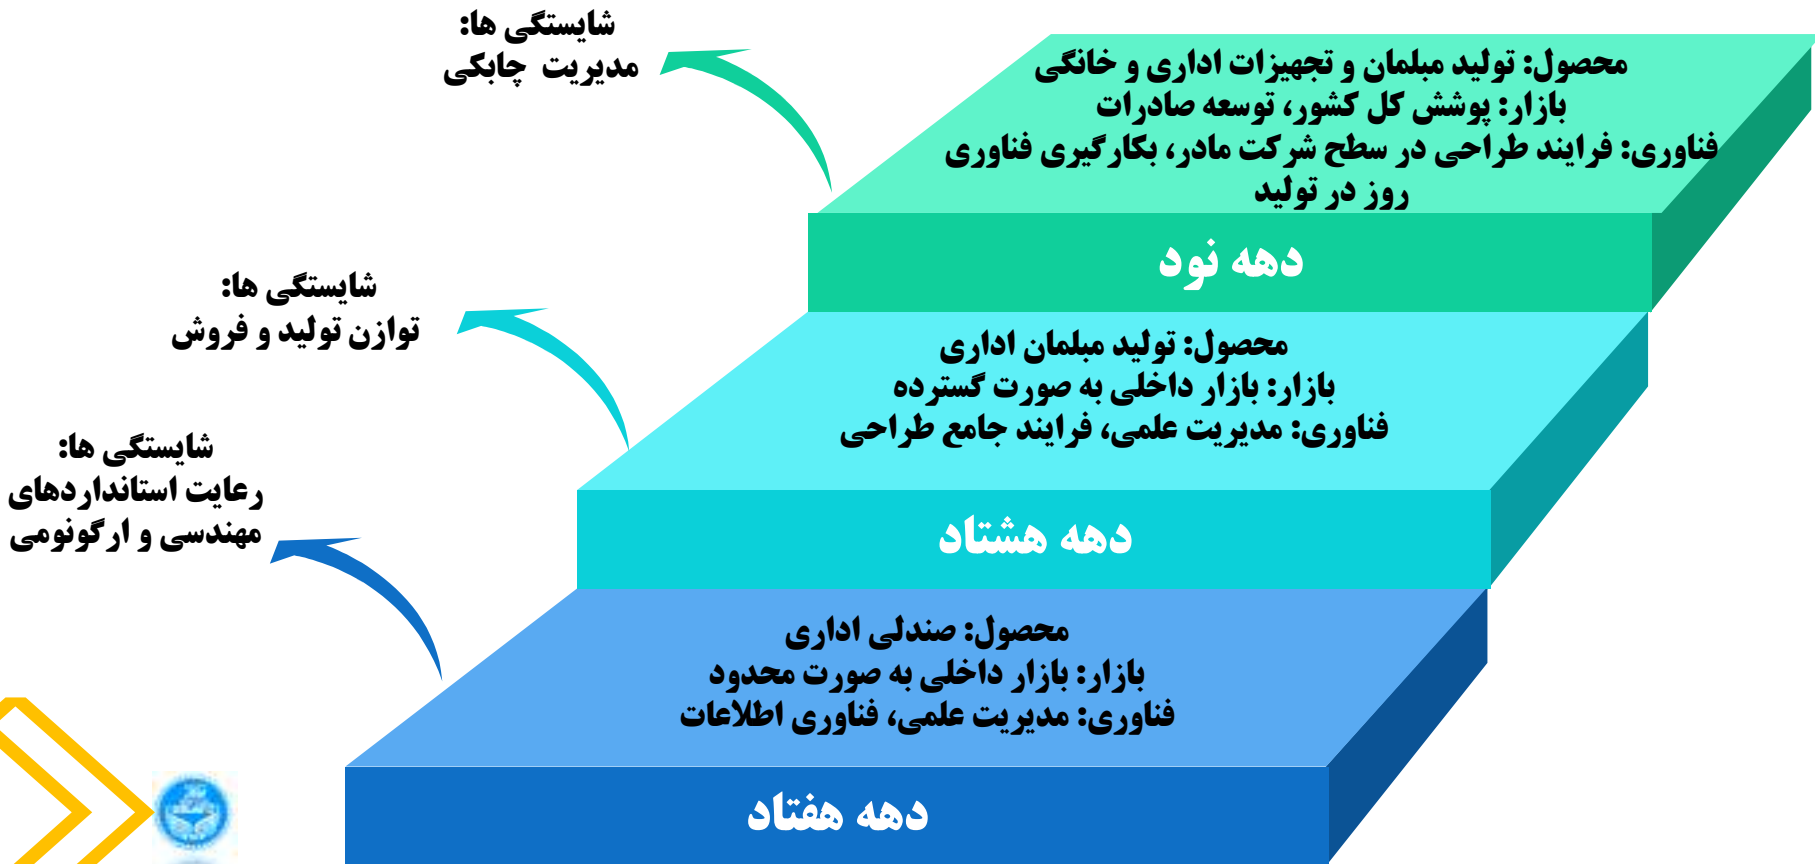 شایستگی ها:
مدیریت چابکی
محصول: تولید مبلمان و تجهیزات اداری و خانگی
بازار: پوشش کل کشور، توسعه صادرات
فناوری: فرایند طراحی در سطح شرکت مادر، بکارگیری فناوری
روز در تولید
دهه نود
شایستگی ها:
توازن تولید و فروش
محصول: تولید مبلمان اداری
بازار: بازار داخلی به صورت گسترده
فناوری: مدیریت علمی، فرایند جامع طراحی
دهه هشتاد
شایستگی ها:
رعایت استانداردهای
مهندسی و ارگونومی
محصول: صندلی اداری
بازار: بازار داخلی به صورت محدود
فناوری: مدیریت علمی، فناوری اطلاعات
دهه هفتاد